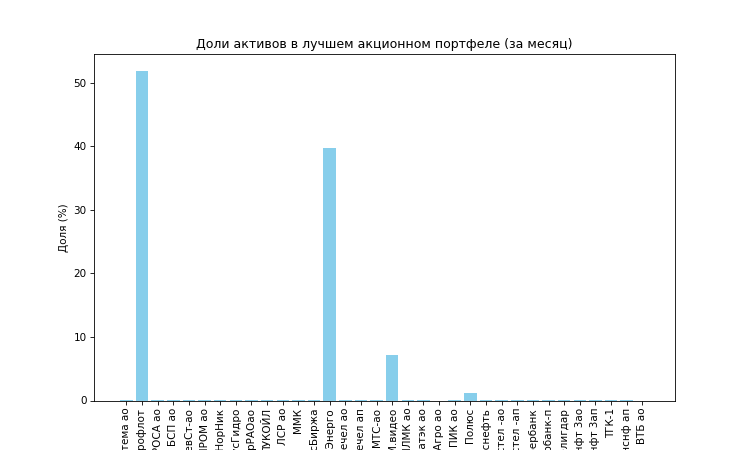 Доли активов в лучшем акционном портфеле (за месяц)
Доля (%)
50
40
30
20
10
0
тема ао
рофлот
РОСА ао
БСП ао
евСт-ао
ПРОМ ао
НорНик
сГидро
рРАОао
ЛУКОЙЛ
ЛСР ао
ММК
сБиржа
Энерго
ечел ао
ечел ап
МТС-ао
М.видео
ЛМК ао
атэк ао
Агро ао
ПИК ао
Полюс
снефть
стел -ао
стел -ап
ербанк
рбанк-п
лигдар
нфт 3ао
нфт 3ап
ТГК-1
нснф ап
ВТБ ао